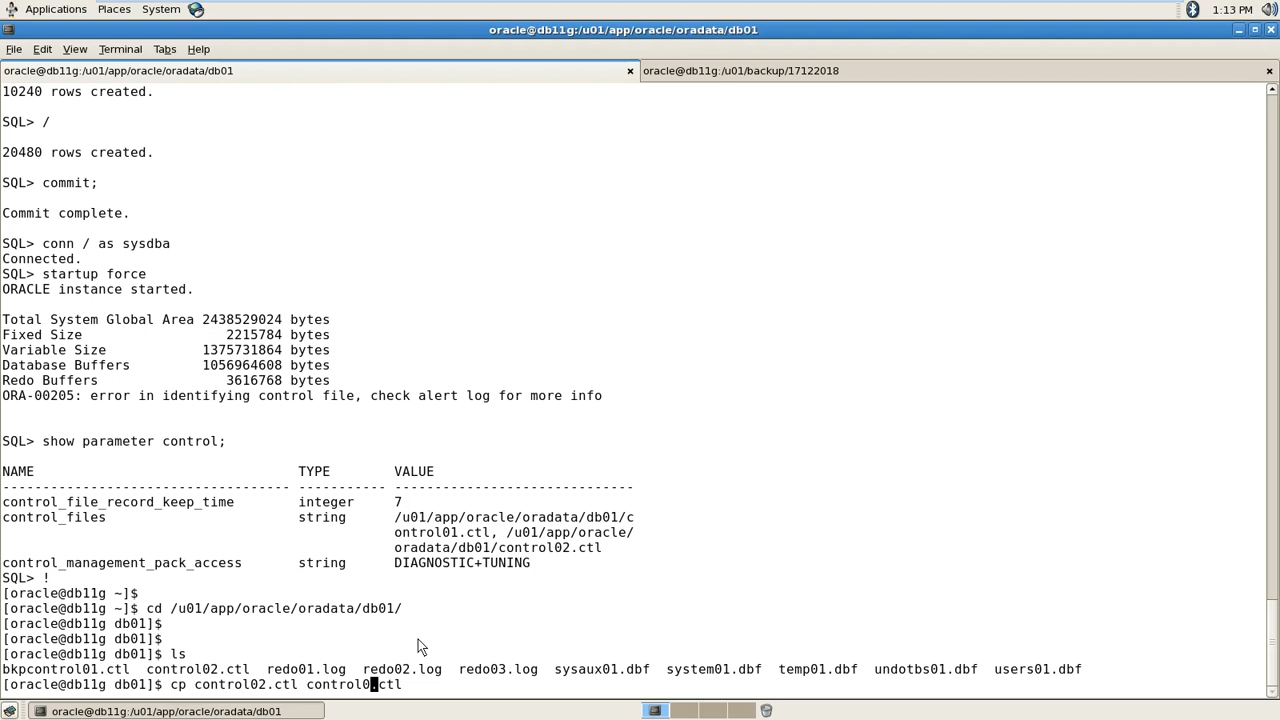 Applications Places System 1:13 PM
oracle@db11g:/u01/app/oracle/oradata/db01
File Edit View Terminal Tabs Help
oracle@db11g:/u01/app/oracle/oradata/db01 oracle@db11g:/u01/backup/17122018
10240 rows created.
SQL> /
20480 rows created.
SQL> commit;
Commit complete.
SQL> conn / as sysdba
Connected.
SQL> startup force
ORACLE instance started.
Total System Global Area 2438529024 bytes
Fixed Size 2215784 bytes
Variable Size 1375731864 bytes
Database Buffers 1056964608 bytes
Redo Buffers 3616768 bytes
ORA-00205: error in identifying control file, check alert log for more info
SQL> show parameter control;
NAME TYPE VALUE
------------------------------------ ----------- ------------------------------
control_file_record_keep_time integer 7
control_files string /u01/app/oracle/oradata/db01/c
ontrol01.ctl, /u01/app/oracle/
oradata/db01/control02.ctl
control_management_pack_access string DIAGNOSTIC+TUNING
SQL> !
[oracle@db11g ~]$
[oracle@db11g ~]$ cd /u01/app/oracle/oradata/db01/
[oracle@db11g db01]$
[oracle@db11g db01]$
[oracle@db11g db01]$ ls
bkpcontrol01.ctl control02.ctl redo01.log redo02.log redo03.log sysaux01.dbf system01.dbf temp01.dbf undotbs01.dbf users01.dbf
[oracle@db11g db01]$ cp control02.ctl control0.ctl
oracle@db11g:/u01/app/oracle/oradata/db01